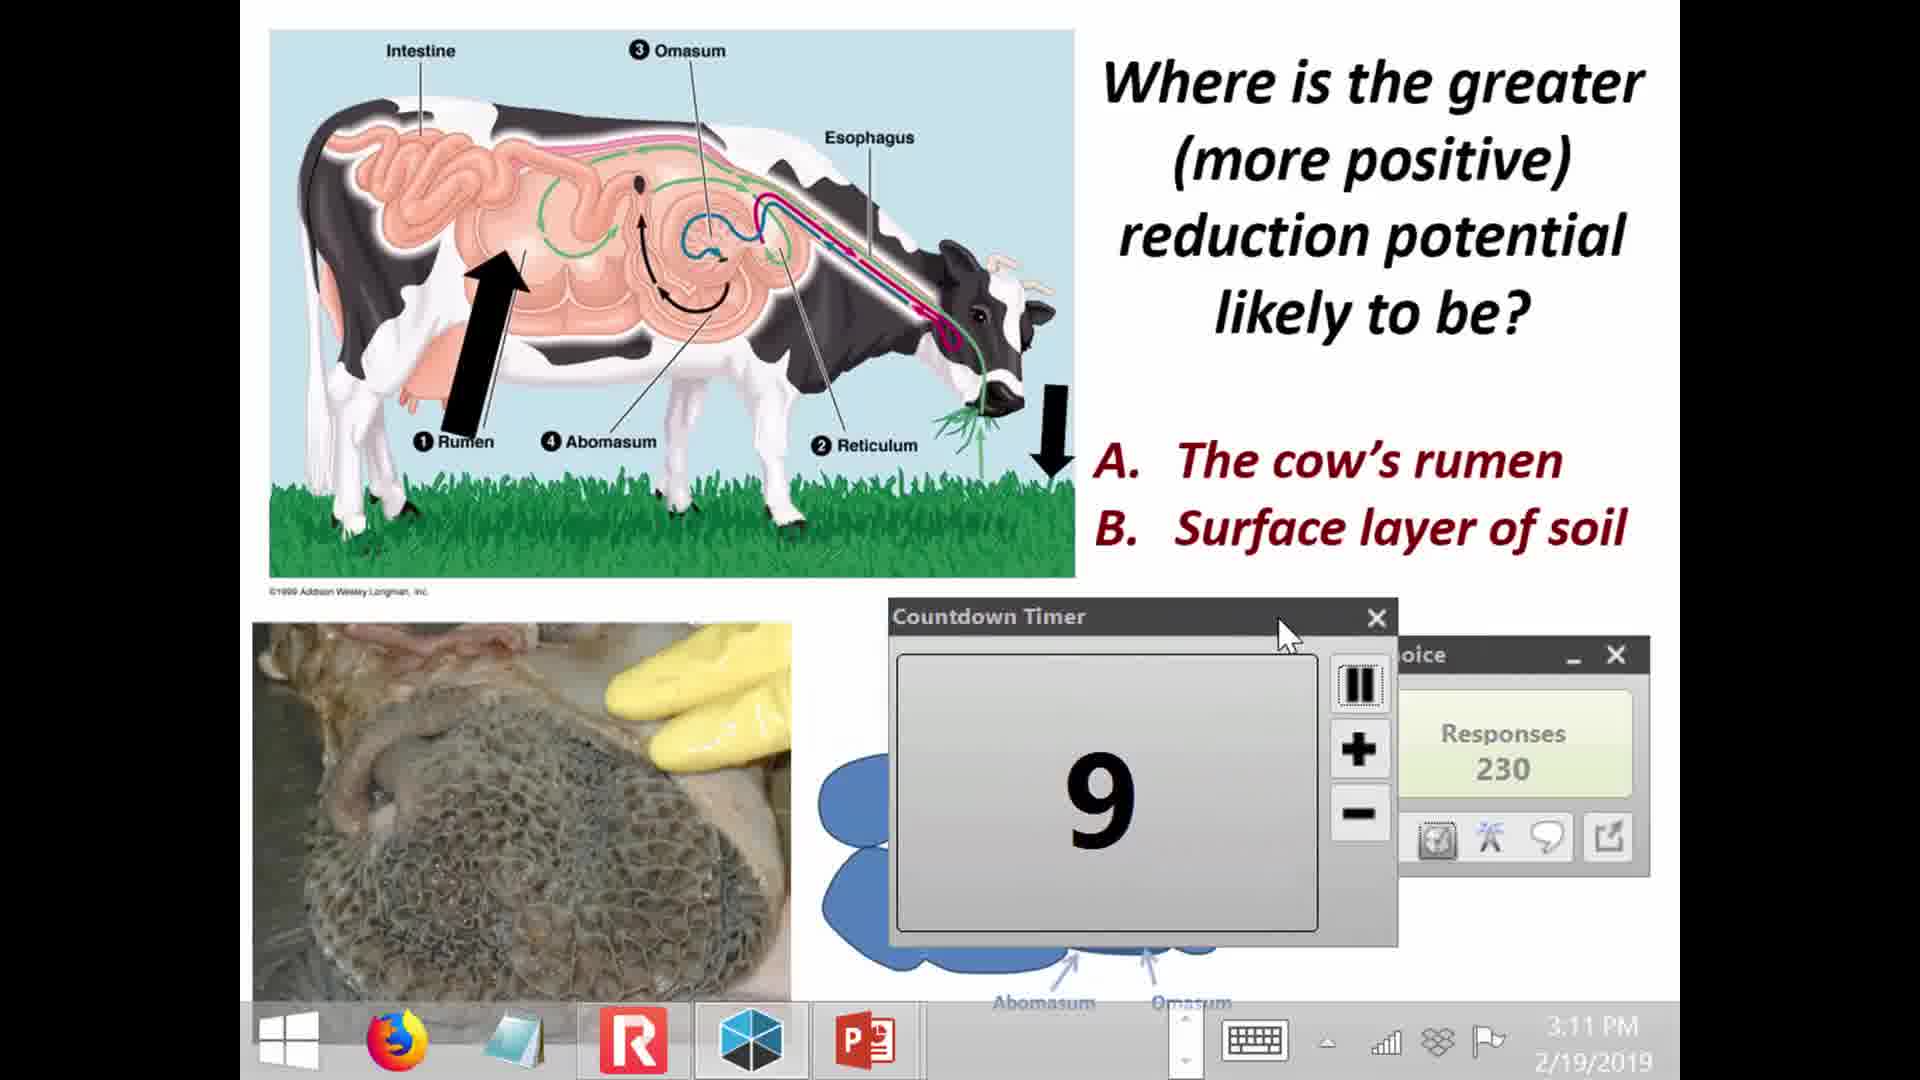 Intestine
3 Omasum
Esophagus
1 Rumen
4 Abomasum
2 Reticulum
©1999 Addison Wesley Longman, Inc.
Where is the greater
(more positive)
reduction potential
likely to be?
A. The cow's rumen
B. Surface layer of soil
Countdown Timer
9
oice
Responses
230
Abomasum
Omasum
3:11 PM
2/19/2019